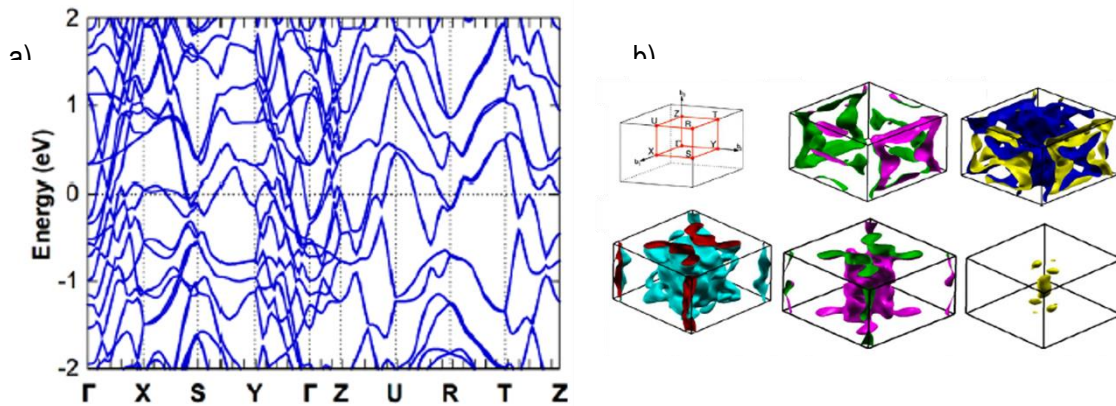 a)
b)
2
1
0
-1
-2
Energy (eV)
Γ X S Y Γ Z U R T Z
Z T
U R
Γ Y
X S